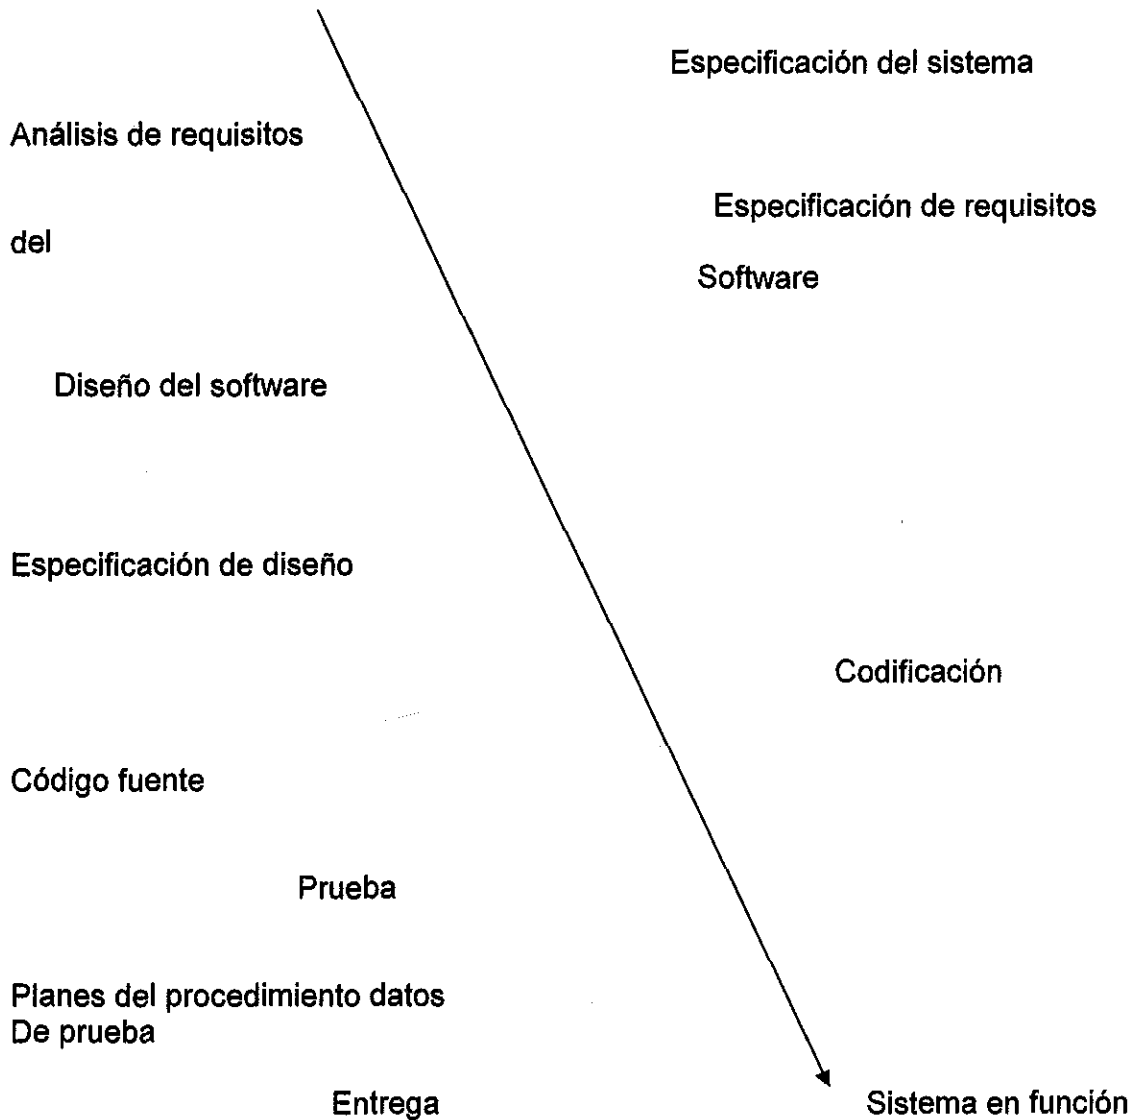 Especificación del sistema
Análisis de requisitos
Especificación de requisitos
del
Software
Diseño del software
Especificación de diseño
Codificación
Código fuente
Prueba
Planes del procedimiento datos
De prueba
Entrega
Sistema en función